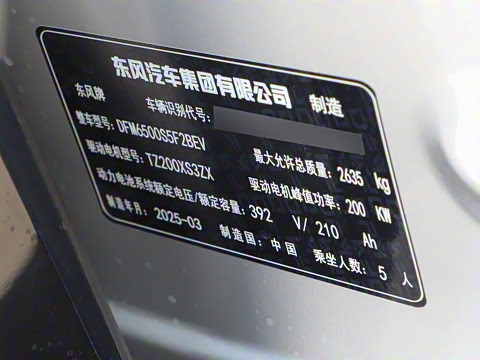 东风汽车集团有限公司 制造
东风牌 车辆识别代号:
整车型号: DFM6500S5F2BEV 最大允许总质量: 2635 kg
驱动电机型号: TZ200XS3ZX 驱动电机峰值功率: 200 KW
动力电池系统额定电压/额定容量: 392 V/ 210 Ah
制造年月: 2025-03 制造国: 中国 乘坐人数: 5 人